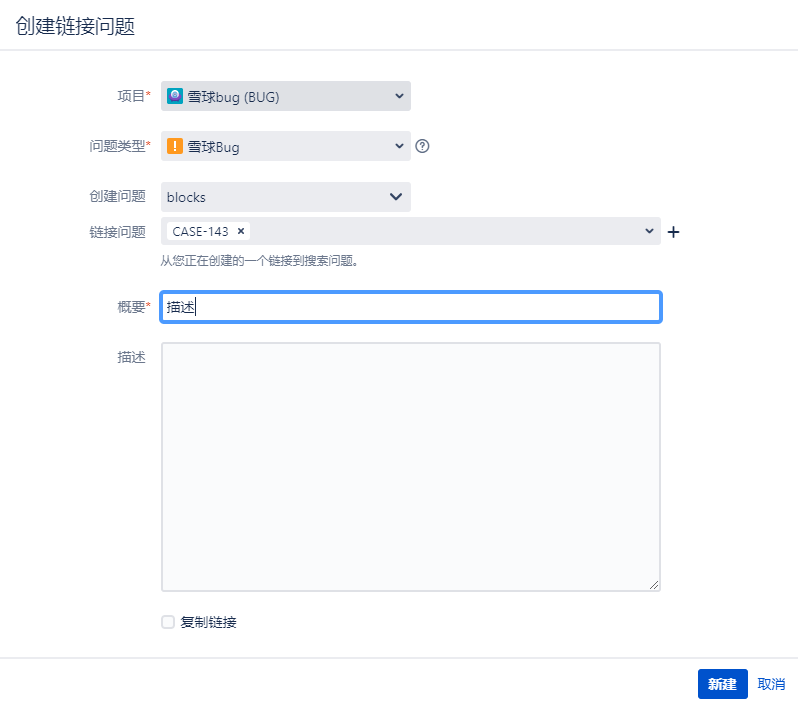 创建链接问题
项目* 雪球bug (BUG)
问题类型* ! 雪球Bug ?
创建问题 blocks
链接问题 CASE-143 × +
从您正在创建的一个链接到搜索问题。
概要* 描述
描述
复制链接
新建 取消